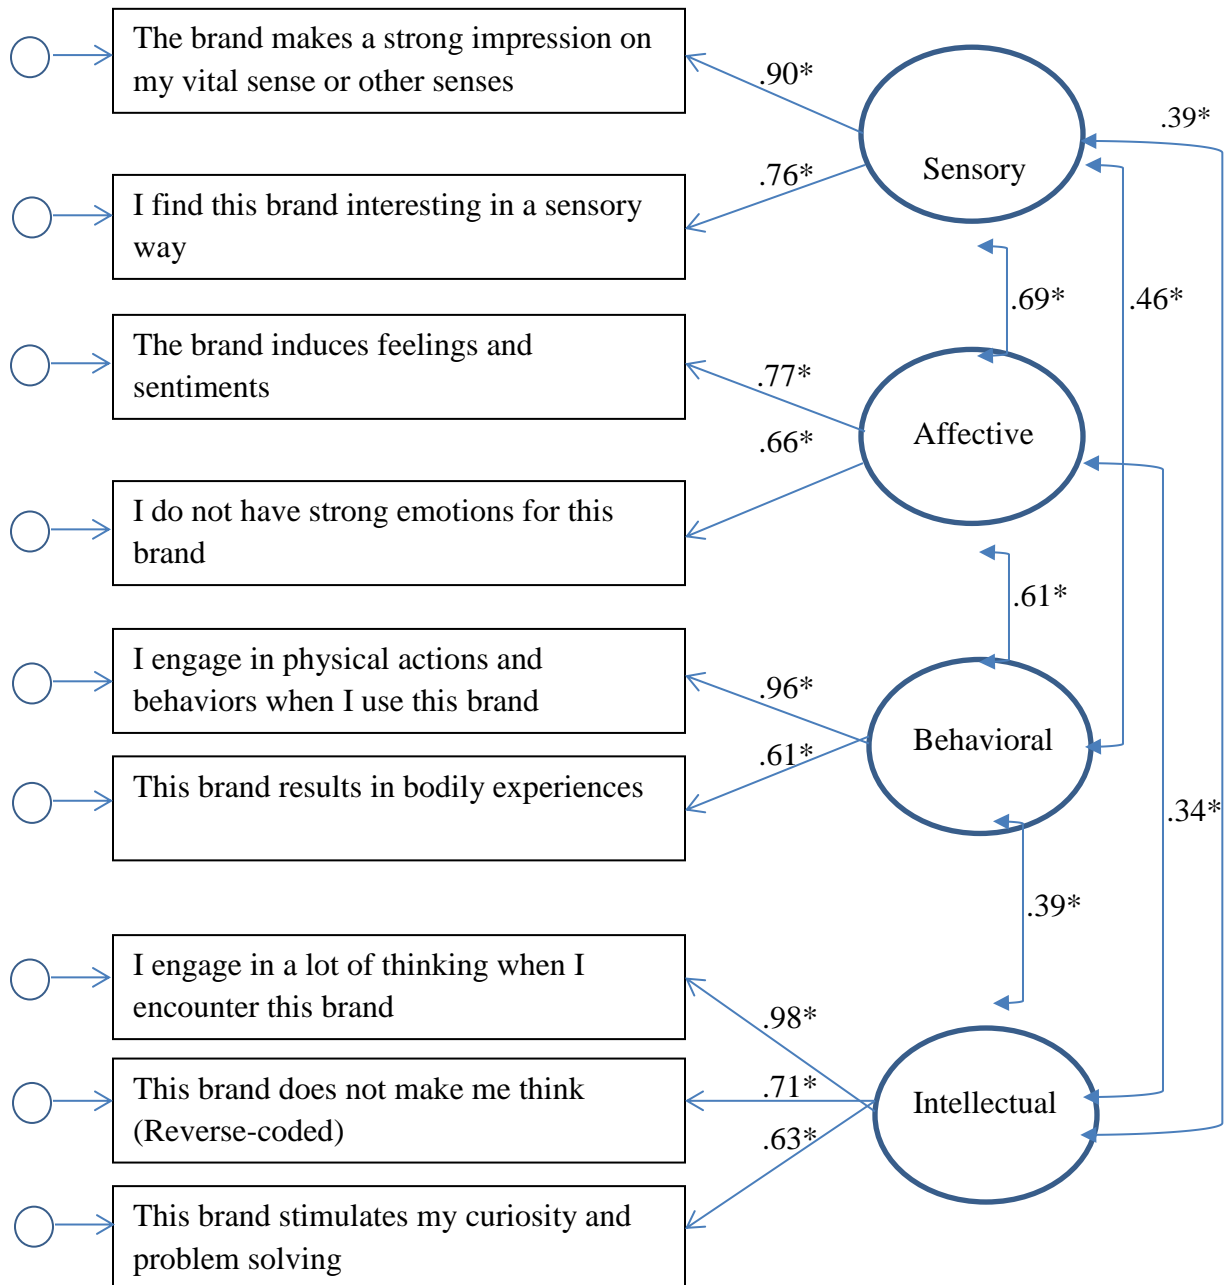 The brand makes a strong impression on
my vital sense or other senses
.90*
.39*
Sensory
.76*
I find this brand interesting in a sensory
way
.69*
.46*
The brand induces feelings and
sentiments
.77*
Affective
.66*
I do not have strong emotions for this
brand
.61*
I engage in physical actions and
behaviors when I use this brand
.96*
Behavioral
.61*
This brand results in bodily experiences
.34*
.39*
I engage in a lot of thinking when I
encounter this brand
.98*
This brand does not make me think
(Reverse-coded)
.71*
Intellectual
.63*
This brand stimulates my curiosity and
problem solving